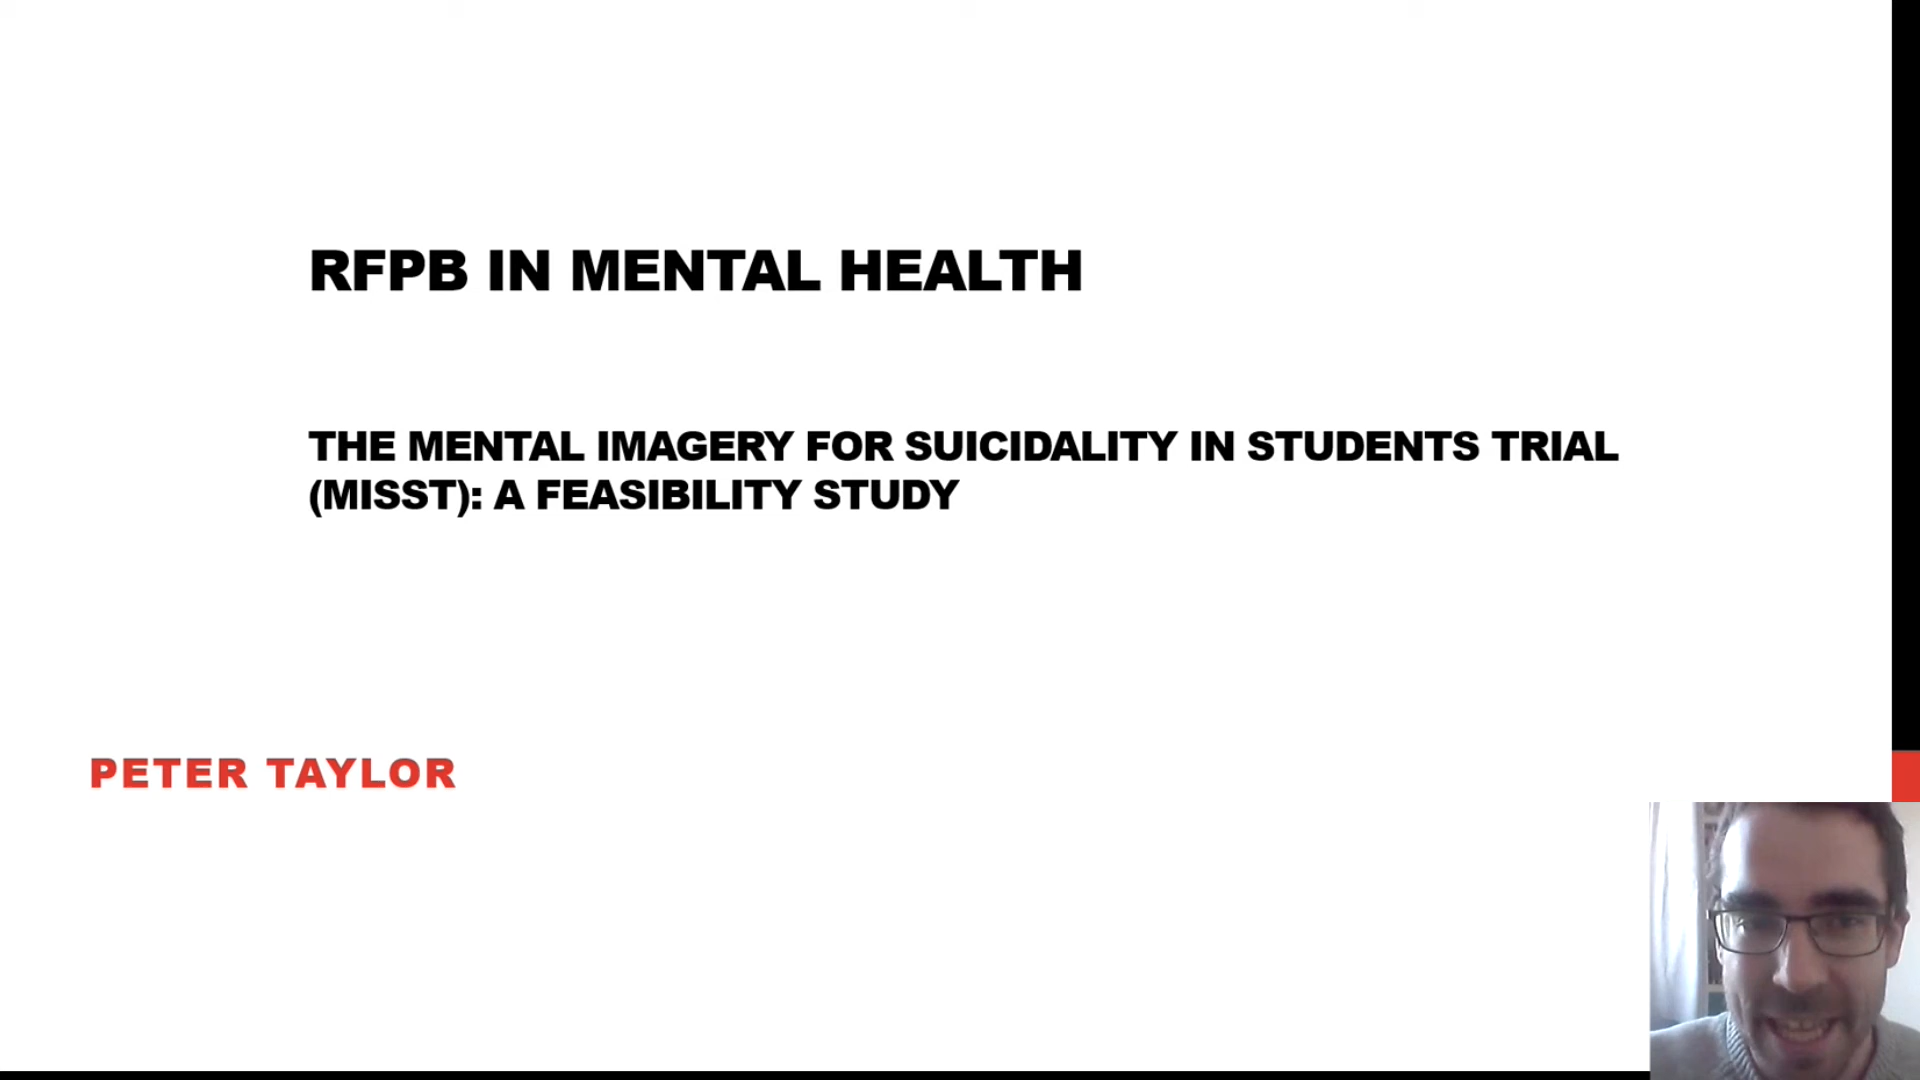 RFPB IN MENTAL HEALTH
THE MENTAL IMAGERY FOR SUICIDALITY IN STUDENTS TRIAL
(MISST): A FEASIBILITY STUDY
PETER TAYLOR